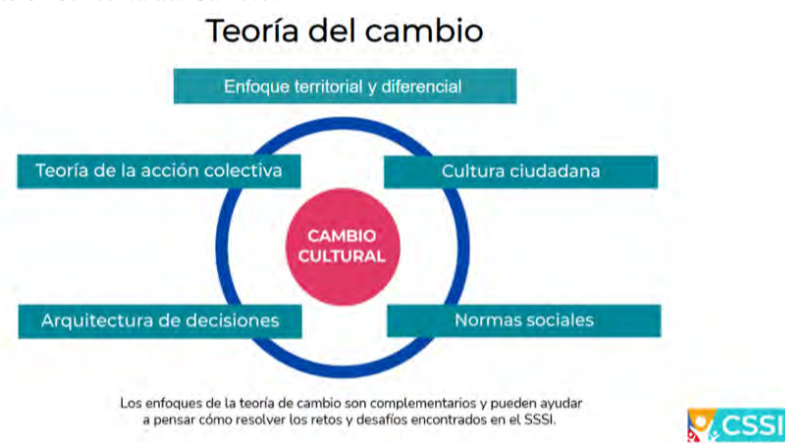 Teoría del cambio
Enfoque territorial y diferencial
Teoría de la acción colectiva
Cultura ciudadana
CAMBIO
CULTURAL
Arquitectura de decisiones
Normas sociales
Los enfoques de la teoría de cambio son complementarios y pueden ayudar
a pensar cómo resolver los retos y desafíos encontrados en el SSSI.
CSSI